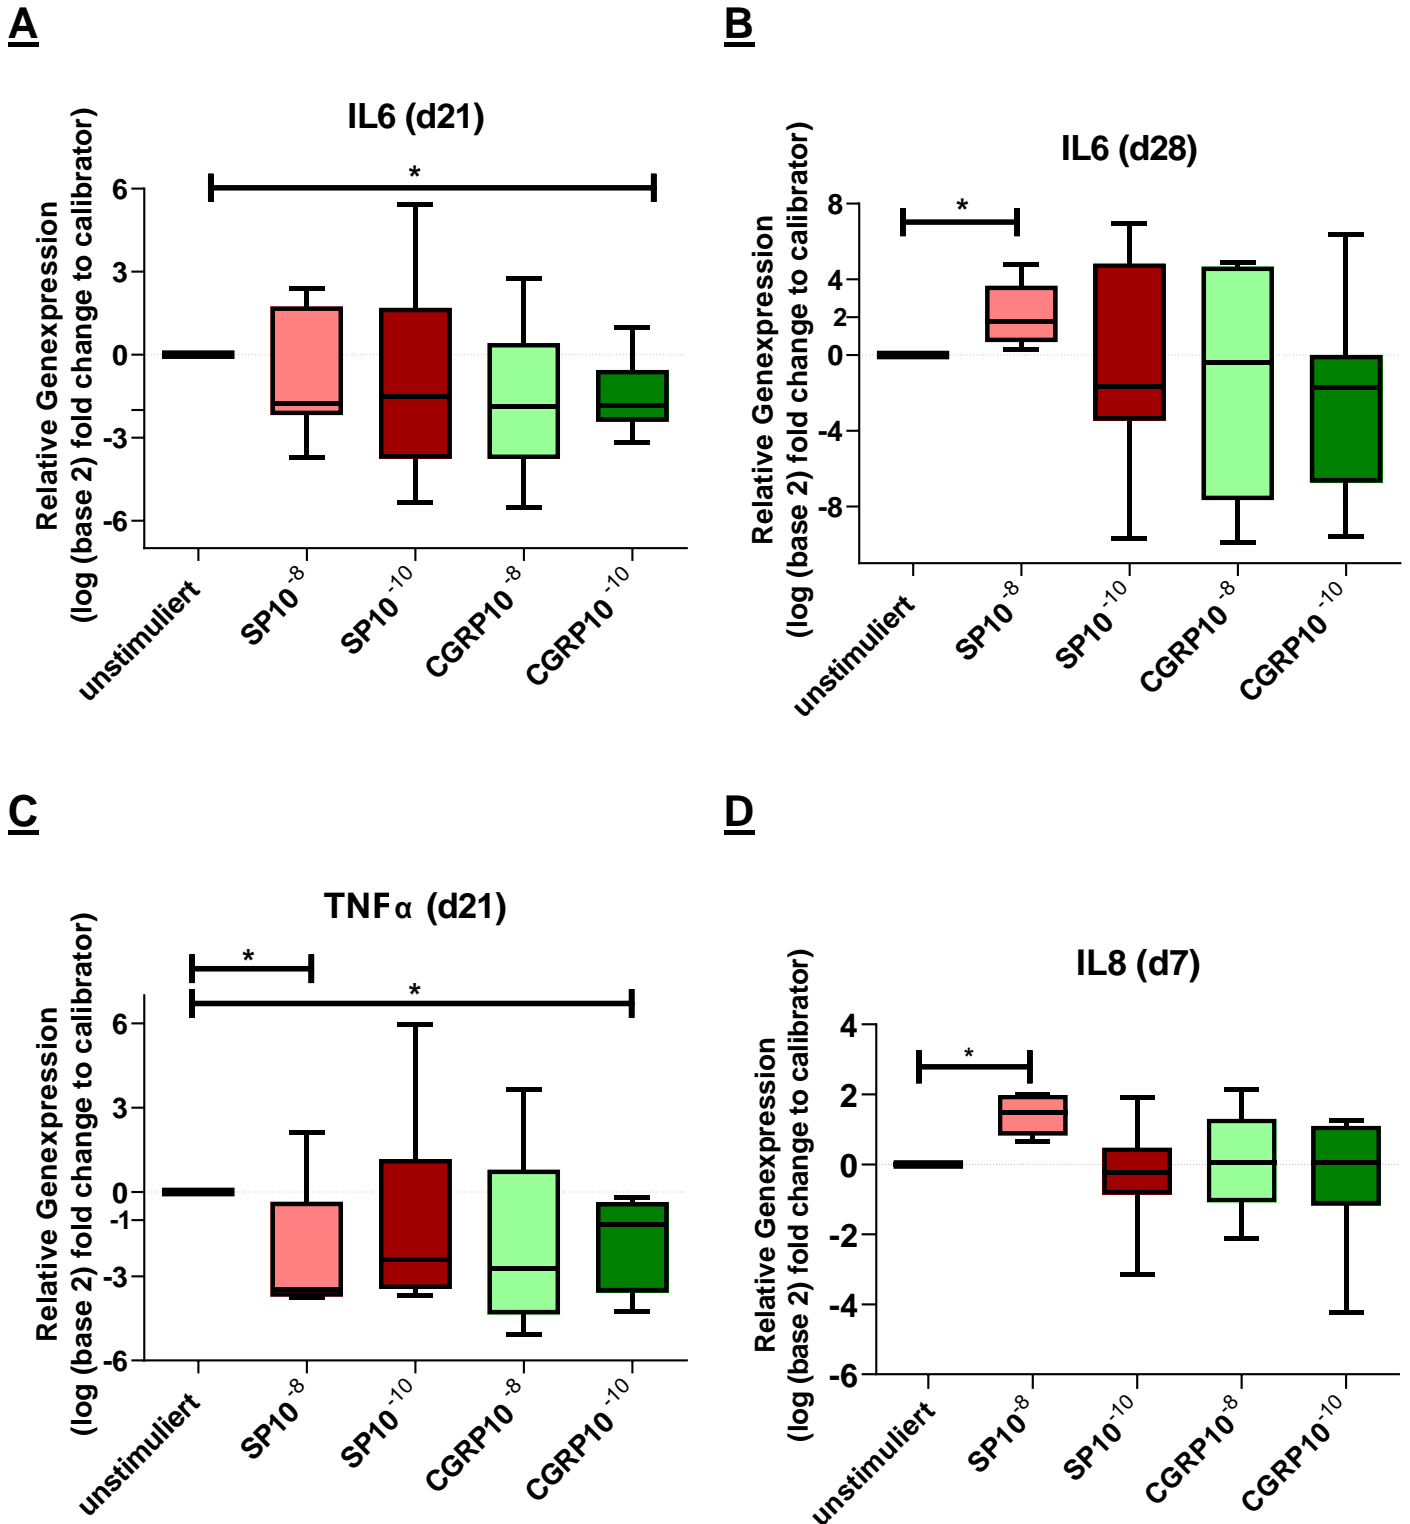 A
IL6 (d21)
Relative Genexpression
(log (base 2) fold change to calibrator)
*
6
3
0
-3
-6
unstimuliert
SP10-8
SP10-10
CGRP10-8
CGRP10-10
B
IL6 (d28)
Relative Genexpression
(log (base 2) fold change to calibrator)
*
8
4
2
0
-4
-8
unstimuliert
SP10-8
SP10-10
CGRP10-8
CGRP10-10
C
TNFα (d21)
Relative Genexpression
(log (base 2) fold change to calibrator)
*
*
6
3
0
-1
-3
-6
unstimuliert
SP10-8
SP10-10
CGRP10-8
CGRP10-10
D
IL8 (d7)
Relative Genexpression
(log (base 2) fold change to calibrator)
*
4
2
0
-2
-4
-6
unstimuliert
SP10-8
SP10-10
CGRP10-8
CGRP10-10